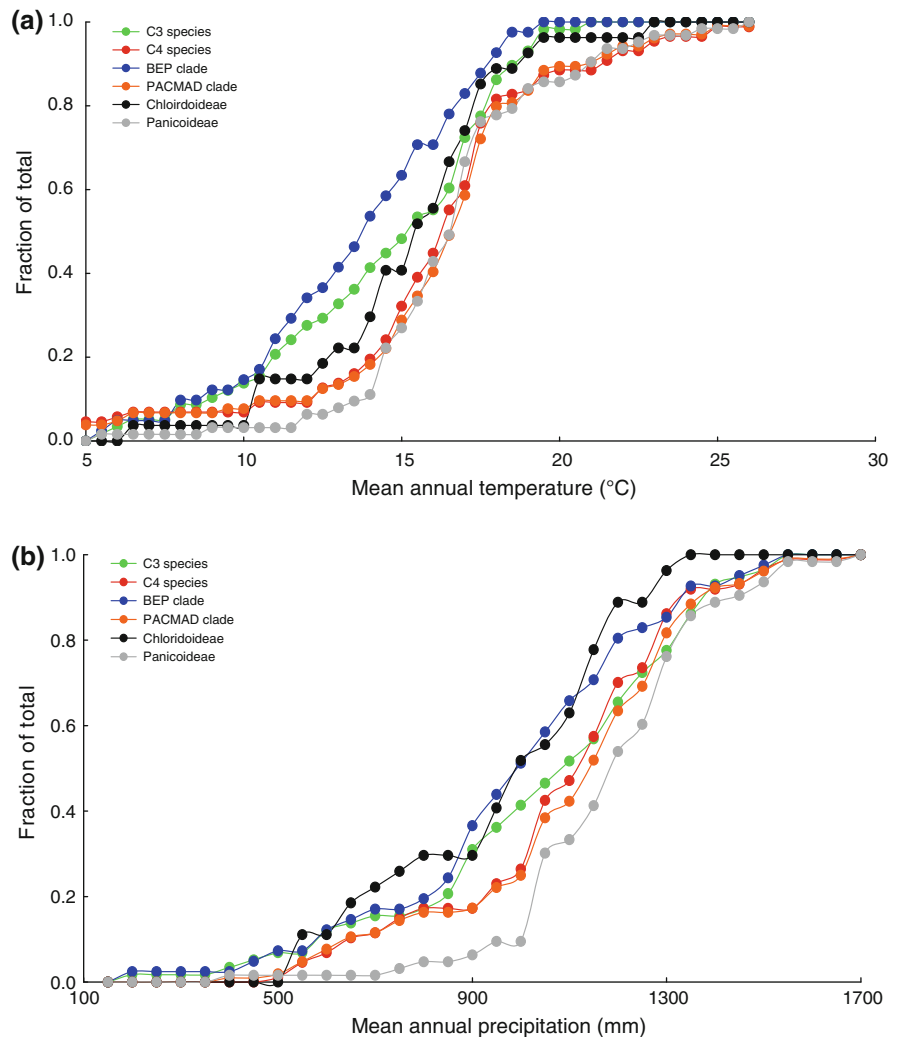 (a)
1.0
0.8
0.6
0.4
0.2
0.0
Fraction of total
C3 species
C4 species
BEP clade
PACMAD clade
Chloirdoideae
Panicoideae
5
10
15
20
25
30
Mean annual temperature (°C)
(b)
1.0
0.8
0.6
0.4
0.2
0.0
Fraction of total
C3 species
C4 species
BEP clade
PACMAD clade
Chloridoideae
Panicoideae
100
500
900
1300
1700
Mean annual precipitation (mm)